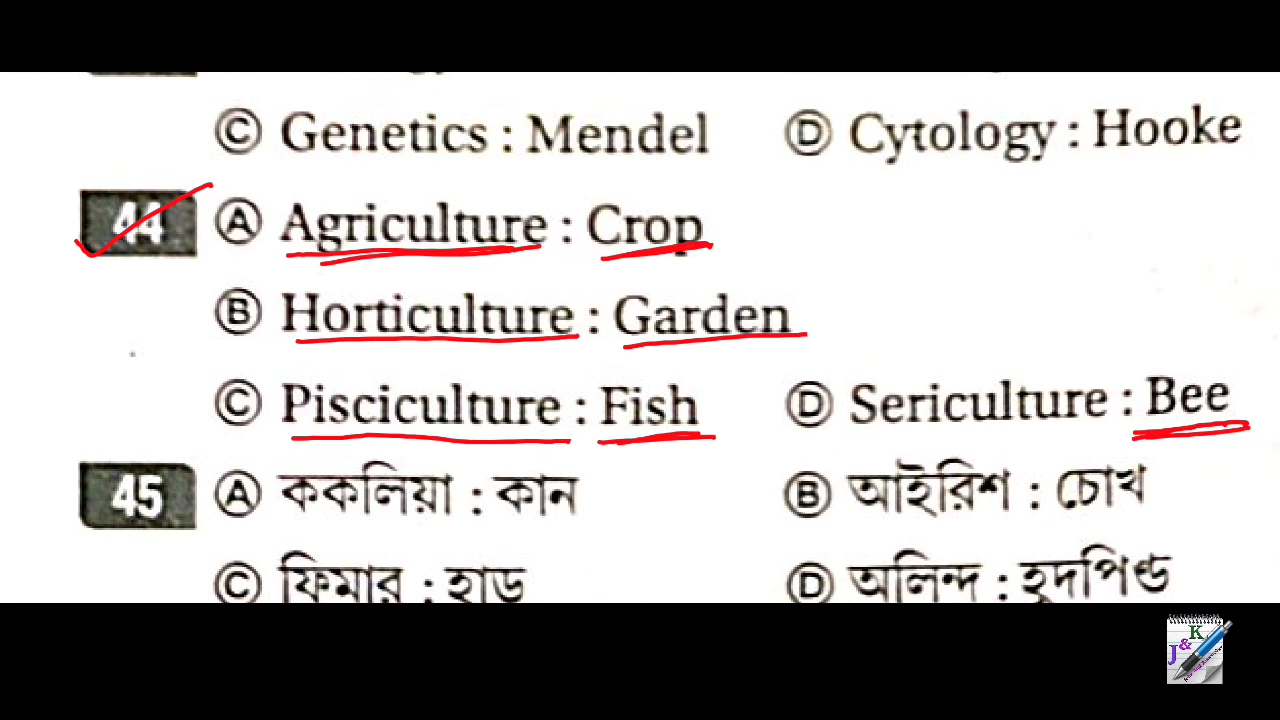 Ⓒ Genetics : Mendel Ⓓ Cytology : Hooke
44 Ⓐ Agriculture : Crop
Ⓑ Horticulture : Garden
Ⓒ Pisciculture : Fish Ⓓ Sericulture : Bee
45 Ⓐ ককলিয়া : কান Ⓑ আইরিশ : চোখ
Ⓒ ফিমার : হাড় Ⓓ অলিন্দ : হৃদপিণ্ড
J & K